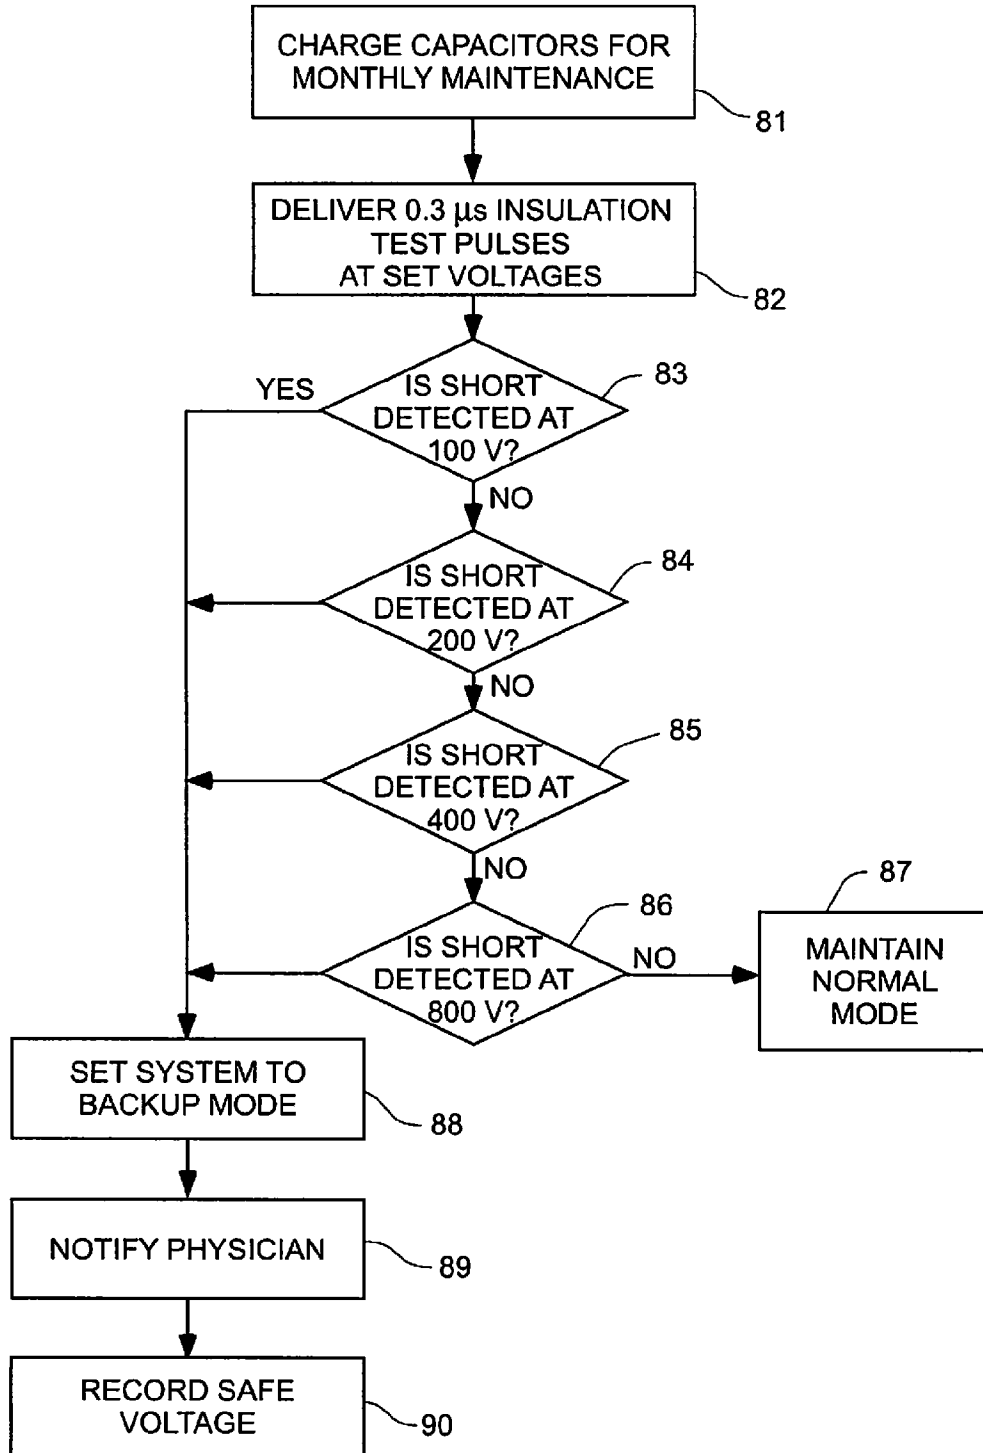 CHARGE CAPACITORS FOR
MONTHLY MAINTENANCE
81
DELIVER 0.3 µs INSULATION
TEST PULSES
AT SET VOLTAGES
82
YES
IS SHORT
DETECTED AT
100 V?
83
NO
IS SHORT
DETECTED AT
200 V?
84
NO
IS SHORT
DETECTED AT
400 V?
85
NO
IS SHORT
DETECTED AT
800 V?
86
NO
87
MAINTAIN
NORMAL
MODE
SET SYSTEM TO
BACKUP MODE
88
NOTIFY PHYSICIAN
89
RECORD SAFE
VOLTAGE
90